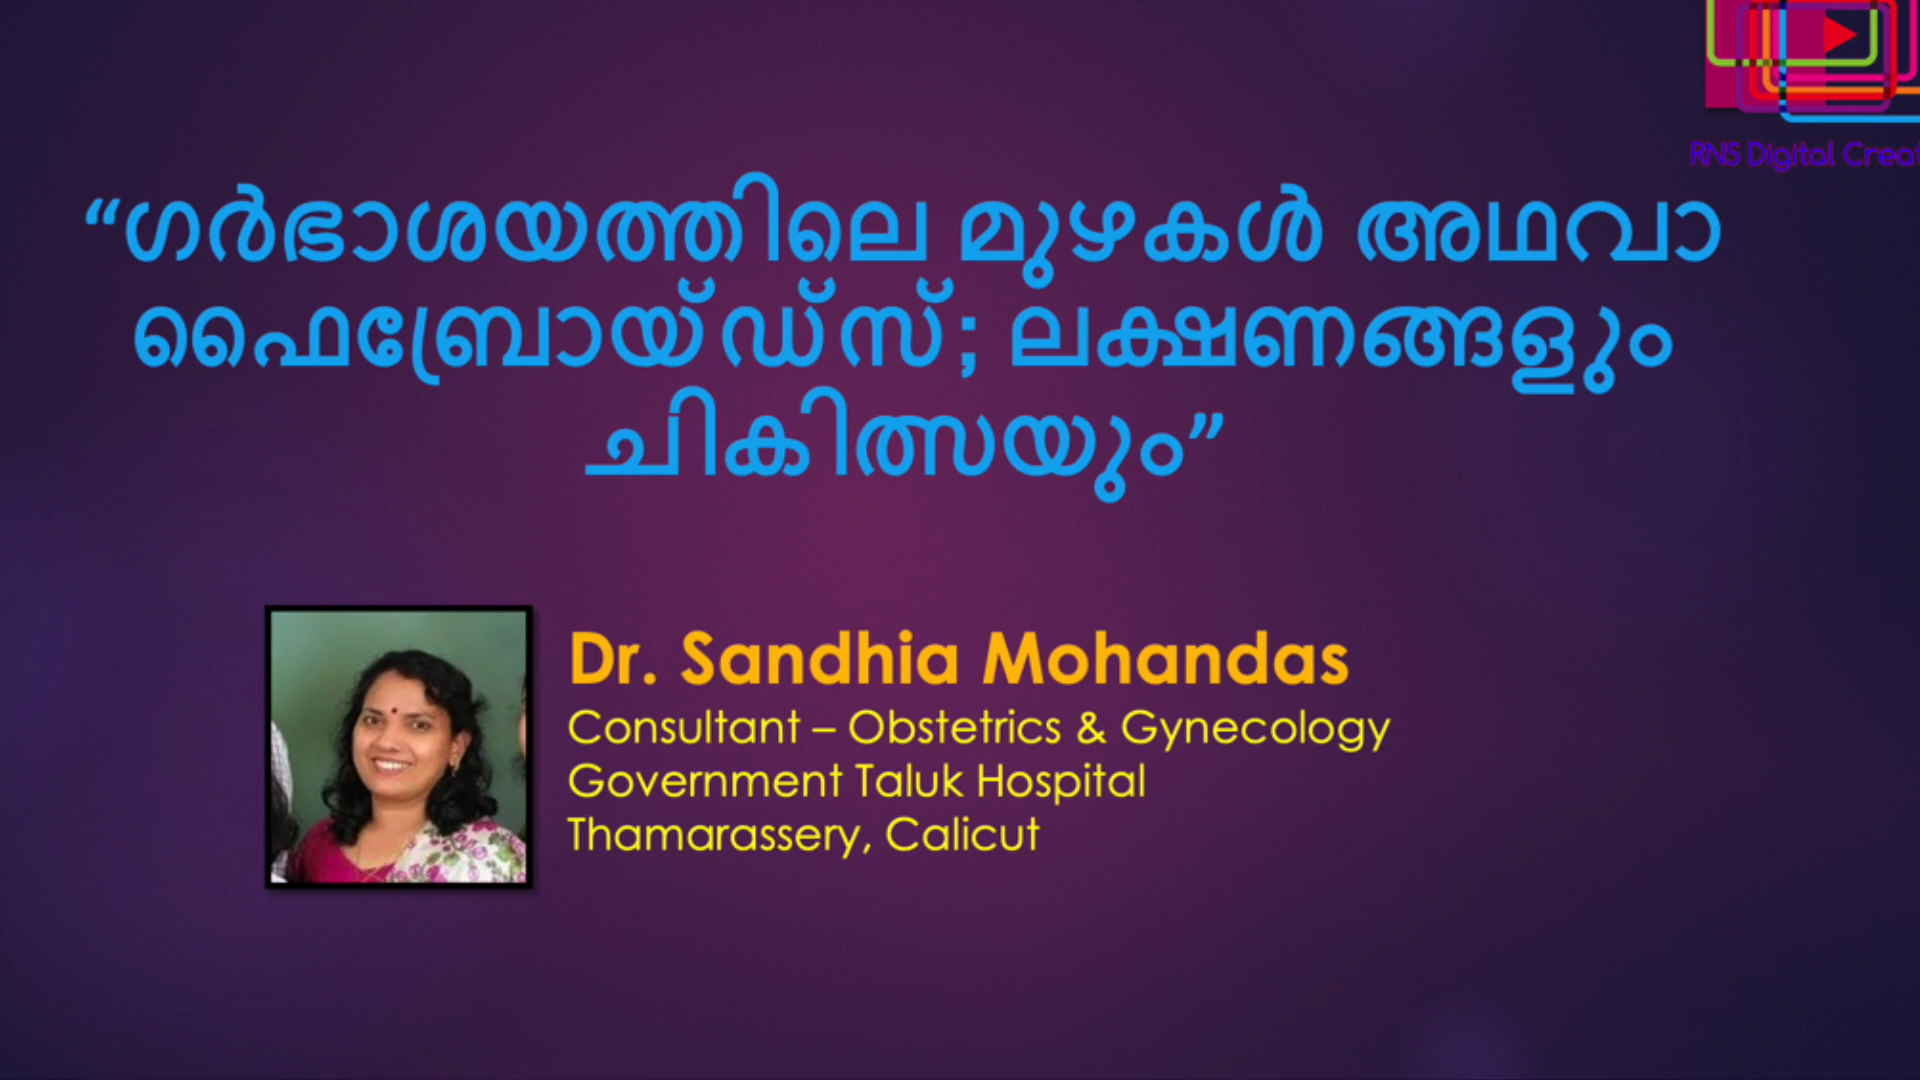 RNS Digital Creat
“ഗർഭാശയത്തിലെ മുഴകൾ അഥവാ
ഫൈബ്രോയ്ഡ്സ്; ലക്ഷണങ്ങളും
ചികിത്സയും”
Dr. Sandhia Mohandas
Consultant – Obstetrics & Gynecology
Government Taluk Hospital
Thamarassery, Calicut